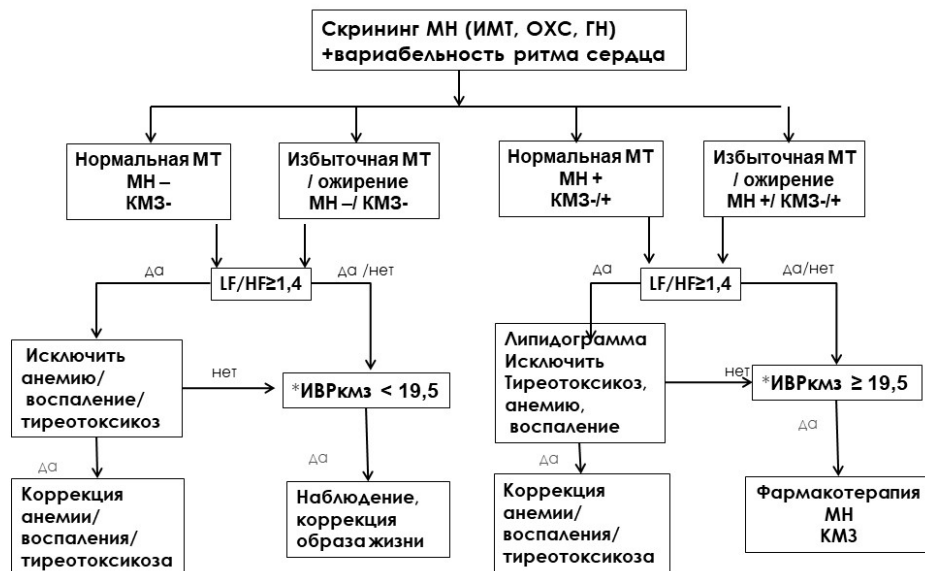 Скрининг МН (ИМТ, ОХС, ГН)
+вариабельность ритма сердца
Нормальная МТ
МН –
КМЗ-
Избыточная МТ
/ ожирение
МН –/ КМЗ-
Нормальная МТ
МН +
КМЗ-/+
Избыточная МТ
/ ожирение
МН +/ КМЗ-/+
да
LF/HF≥1,4
да /нет
да
LF/HF≥1,4
да/нет
Исключить
анемию/
воспаление/
тиреотоксикоз
нет
*ИВРкмз < 19,5
Липидограмма
Исключить
Тиреотоксикоз,
анемию,
воспаление
нет
*ИВРкмз ≥ 19,5
да
да
да
да
Коррекция
анемии/
воспаления/
тиреотоксикоза
Наблюдение,
коррекция
образа жизни
Коррекция
анемии/
воспаления/
тиреотоксикоза
Фармакотерапия
МН
КМЗ